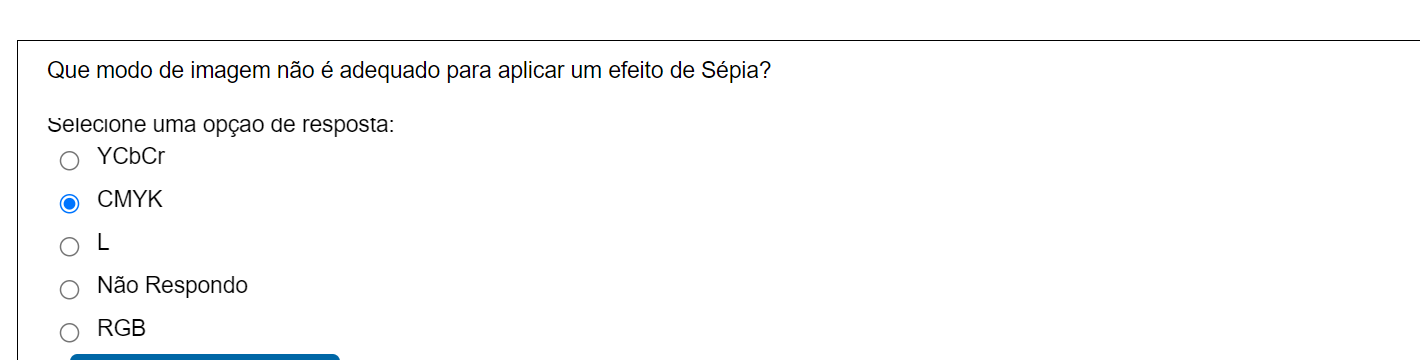 Que modo de imagem não é adequado para aplicar um efeito de Sépia?
Selecione uma opção de resposta:
YCbCr
CMYK
L
Não Respondo
RGB